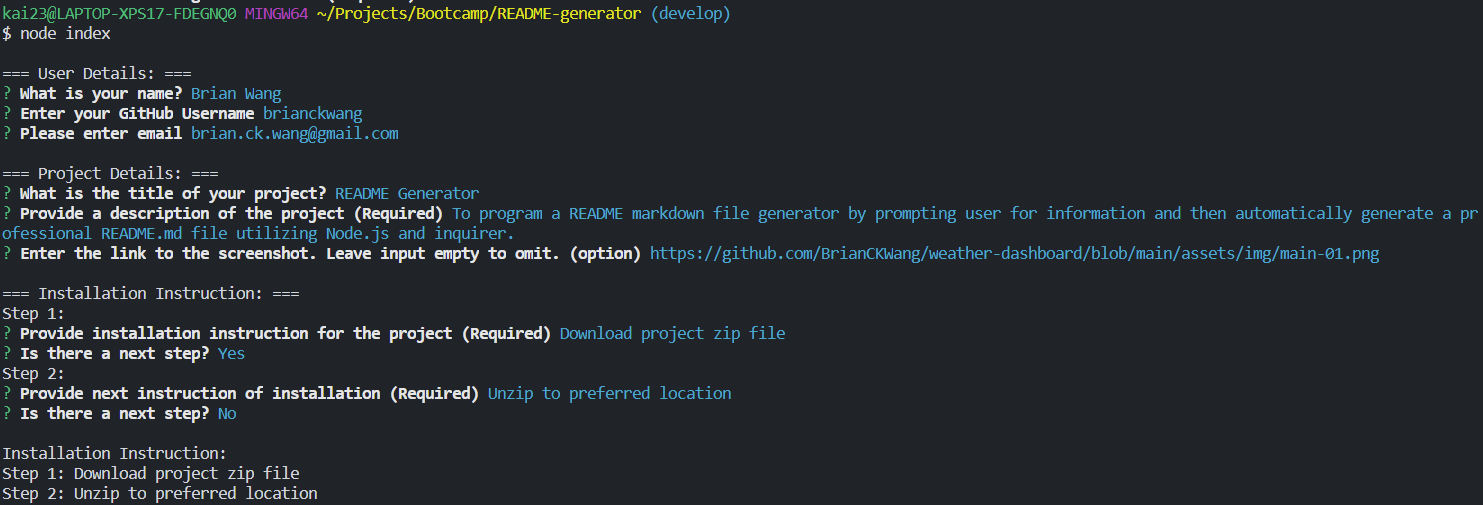 kai23@LAPTOP-XPS17-FDEGNQ0 MINGW64 ~/Projects/Bootcamp/README-generator (develop)
$ node index
=== User Details: ===
? What is your name? Brian Wang
? Enter your GitHub Username brianckwang
? Please enter email brian.ck.wang@gmail.com
=== Project Details: ===
? What is the title of your project? README Generator
? Provide a description of the project (Required) To program a README markdown file generator by prompting user for information and then automatically generate a pr
ofessional README.md file utilizing Node.js and inquirer.
? Enter the link to the screenshot. Leave input empty to omit. (option) https://github.com/BrianCKWang/weather-dashboard/blob/main/assets/img/main-01.png
=== Installation Instruction: ===
Step 1:
? Provide installation instruction for the project (Required) Download project zip file
? Is there a next step? Yes
Step 2:
? Provide next instruction of installation (Required) Unzip to preferred location
? Is there a next step? No
Installation Instruction:
Step 1: Download project zip file
Step 2: Unzip to preferred location